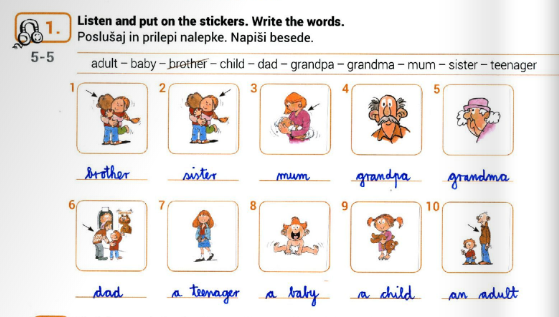 1. Listen and put on the stickers. Write the words.
Poslušaj in prilepi nalepke. Napiši besede.
5-5
adult – baby – brother – child – dad – grandpa – grandma – mum – sister – teenager
1 2 3 4 5
brother sister mum grandpa grandma
6 7 8 9 10
dad a teenager a baby a child an adult